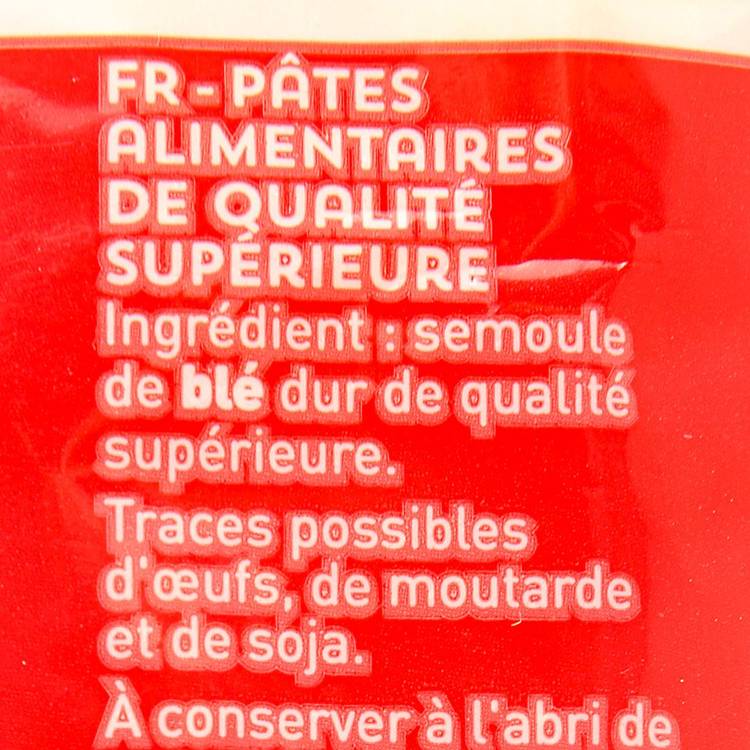 FR - PÂTES
ALIMENTAIRES
DE QUALITÉ
SUPÉRIEURE
Ingrédient : semoule
de blé dur de qualité
supérieure.
Traces possibles
d'œufs, de moutarde
et de soja.
À conserver à l'abri de